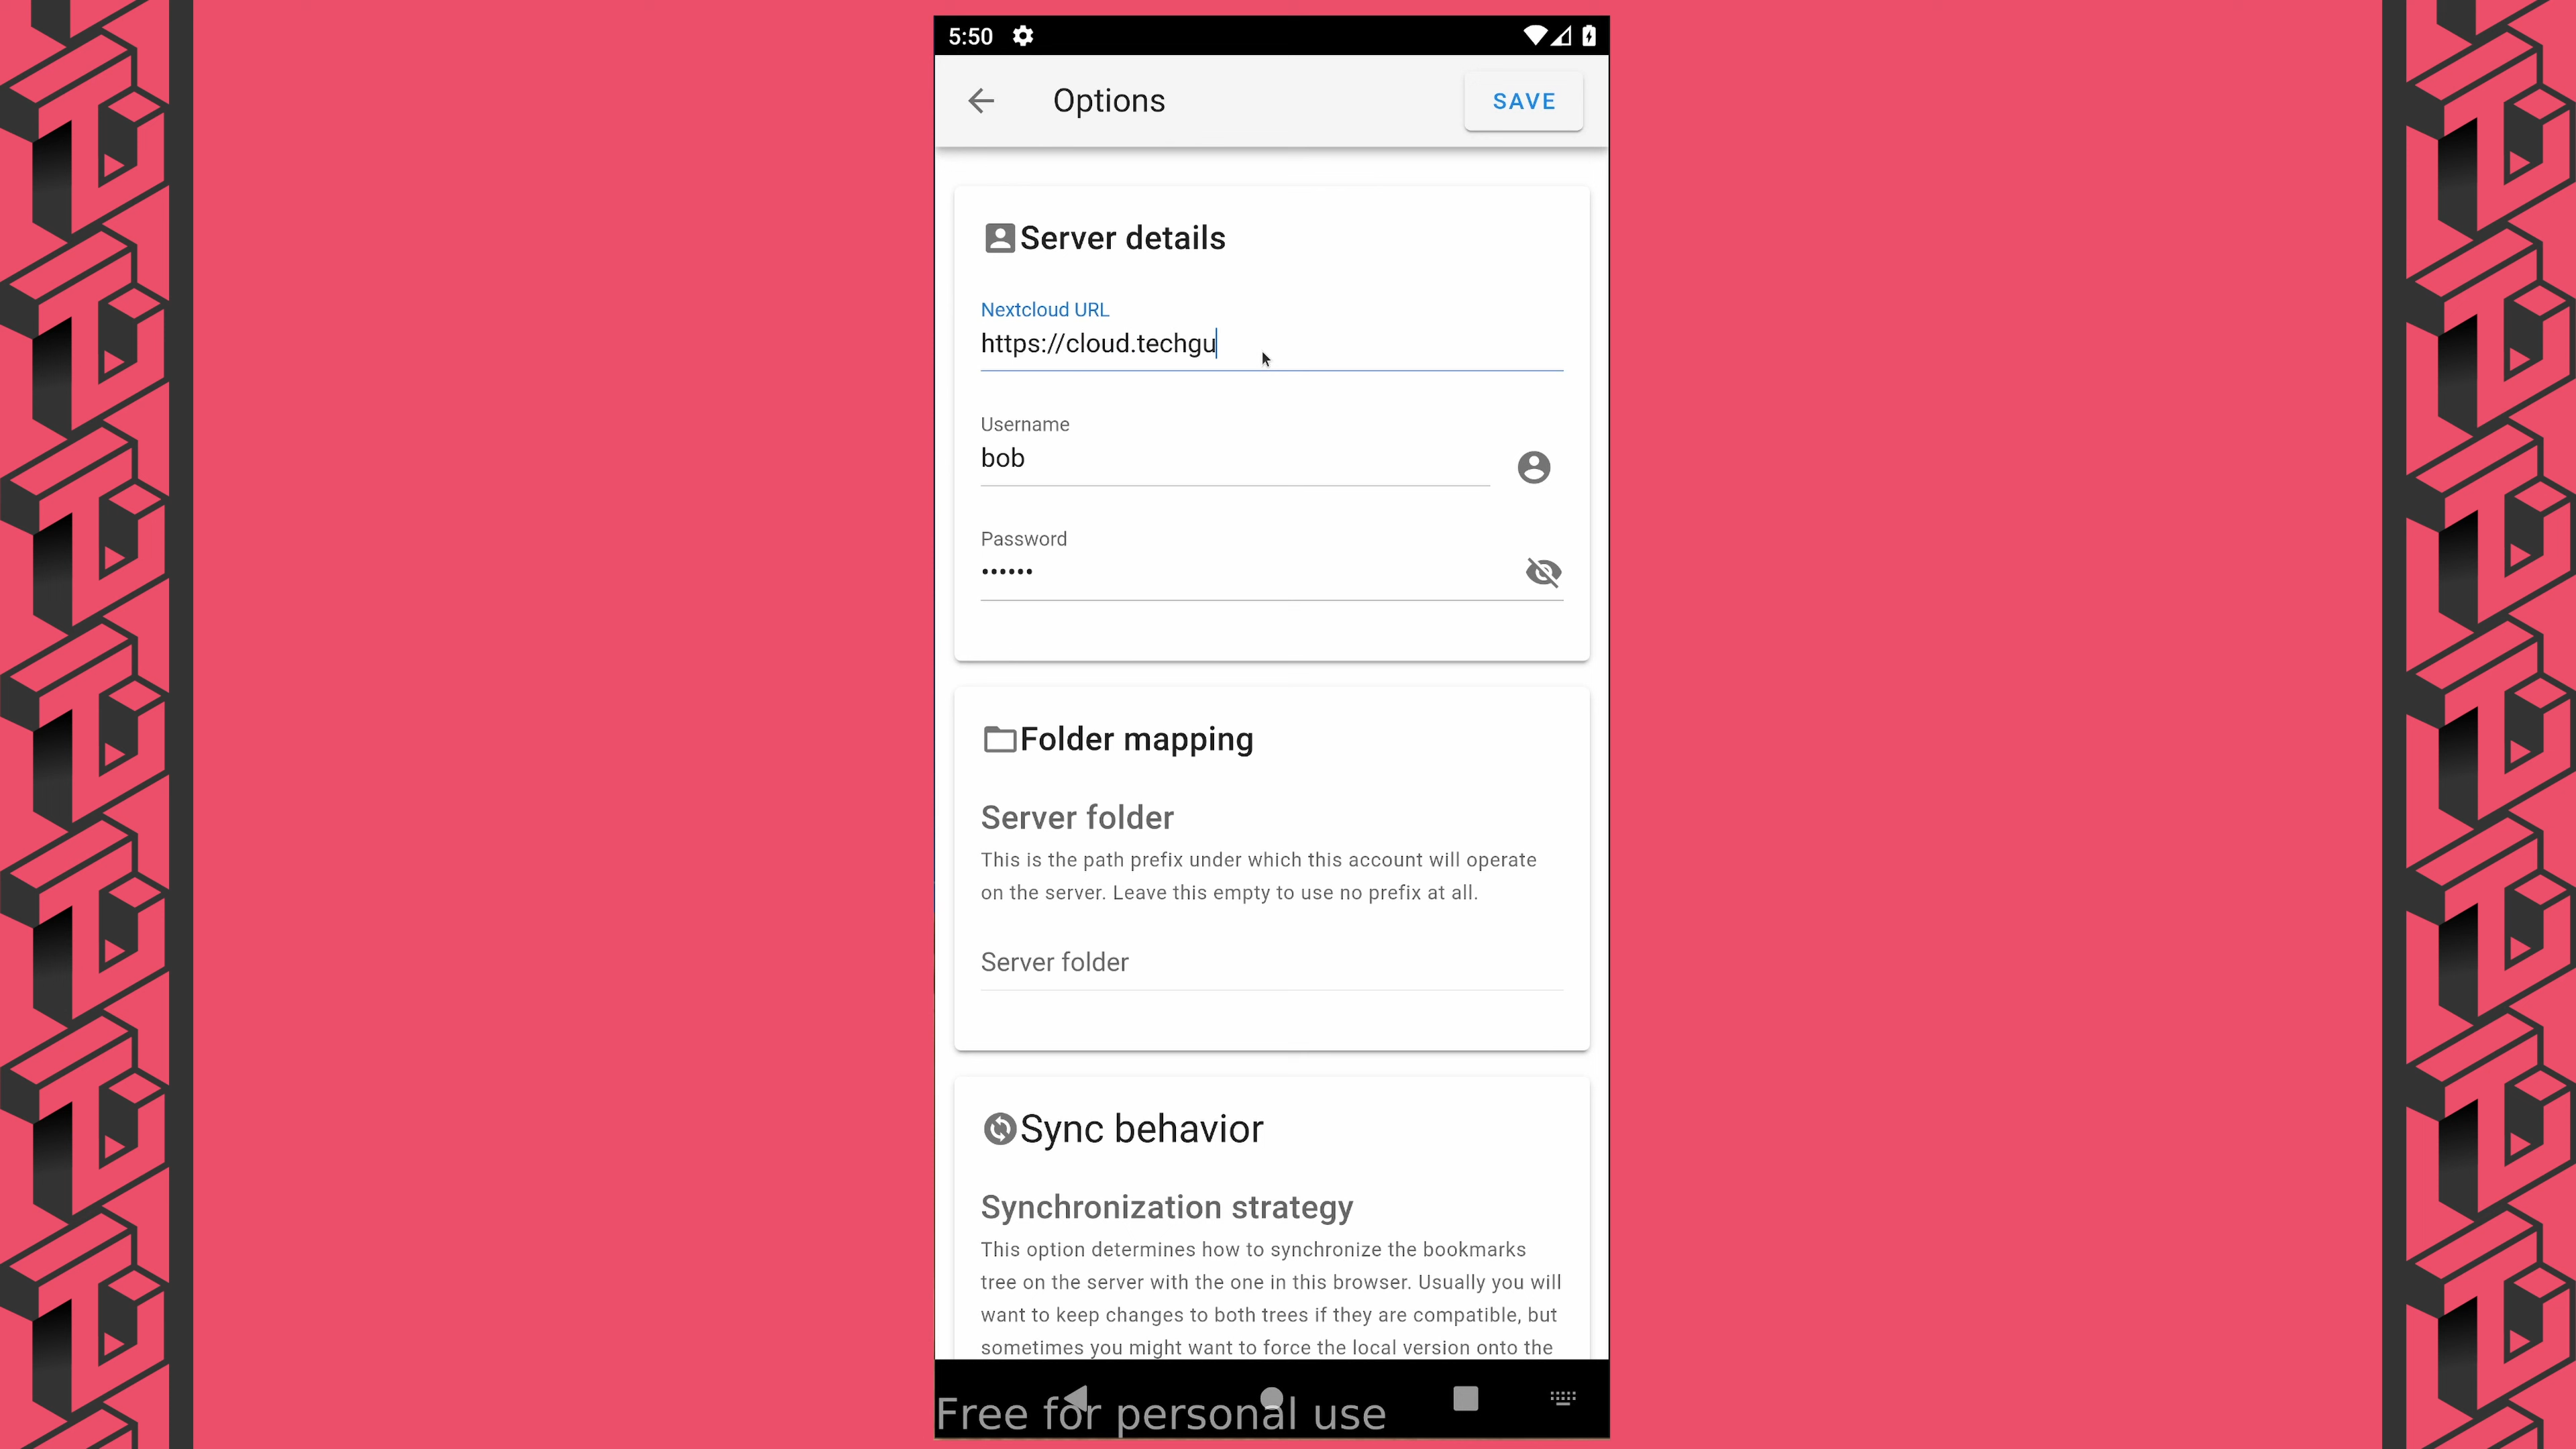 5:50
Options
SAVE
Server details
Nextcloud URL
https://cloud.techgu
Username
bob
Password
••••••
Folder mapping
Server folder
This is the path prefix under which this account will operate
on the server. Leave this empty to use no prefix at all.
Server folder
Sync behavior
Synchronization strategy
This option determines how to synchronize the bookmarks
tree on the server with the one in this browser. Usually you will
want to keep changes to both trees if they are compatible, but
sometimes you might want to force the local version onto the
Free for personal use